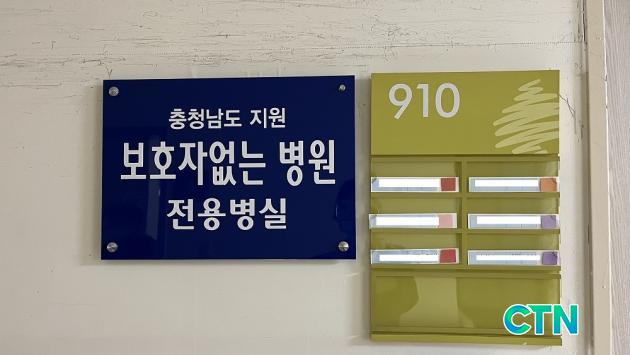 충청남도 지원
보호자없는 병원
전용병실
910
CTN